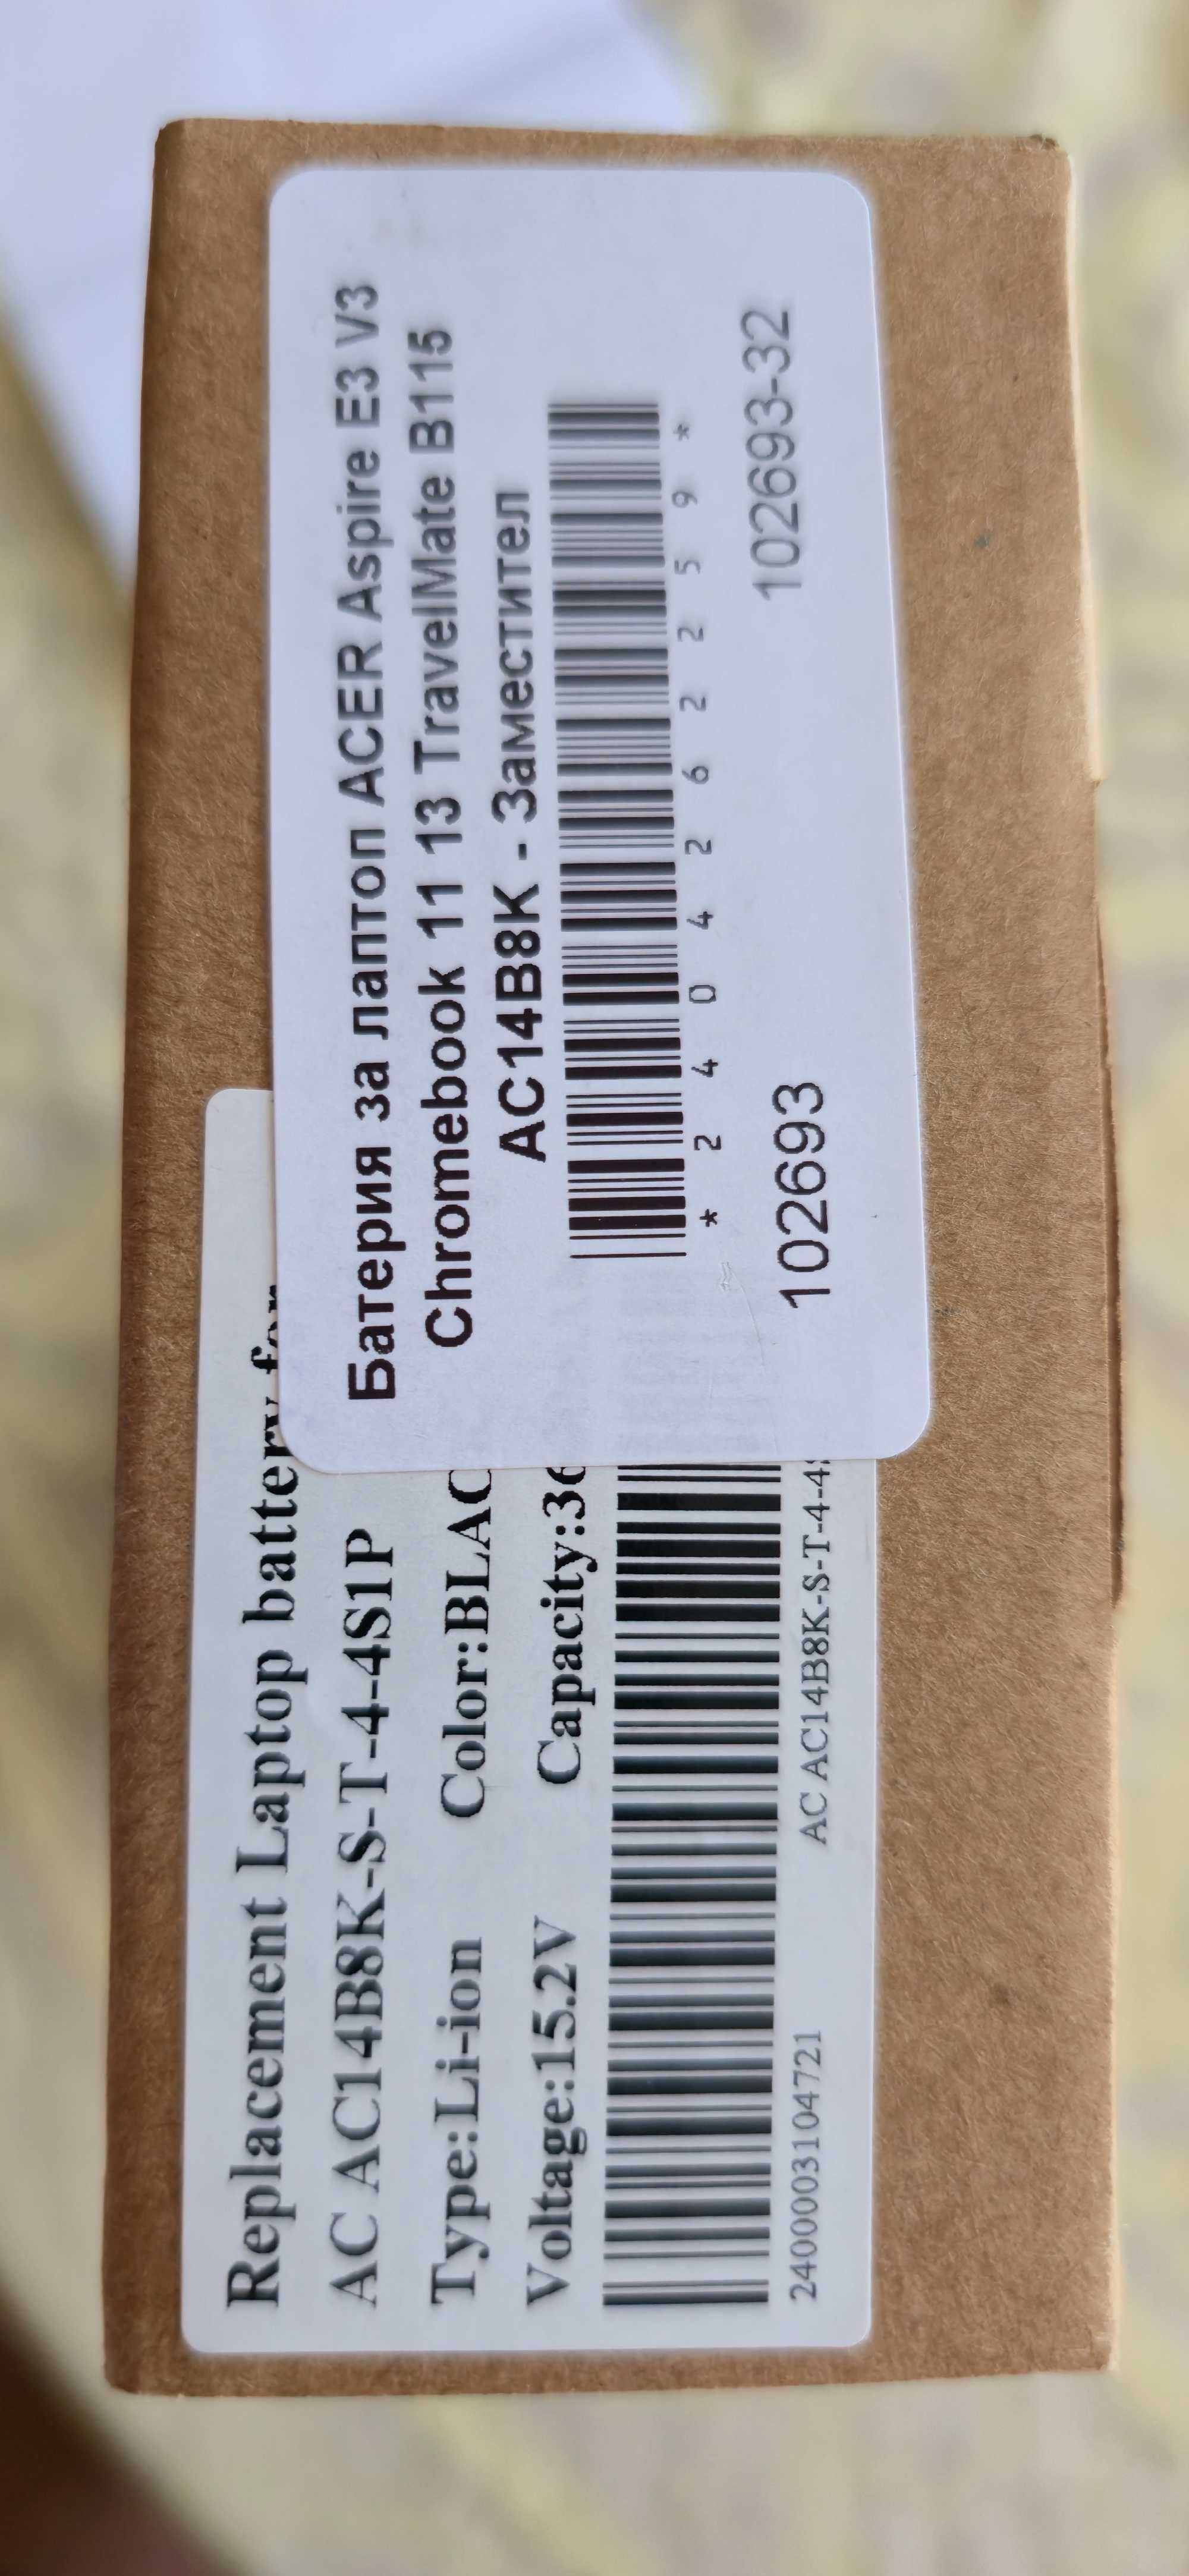 Батерия за лаптоп ACER Aspire E3 V3
Chromebook 11 13 TravelMate B115
AC14B8K - Заместител
* 2 4 0 4 2 6 2 2 5 9 *
102693
102693-32
Replacement Laptop battery for
AC AC14B8K-S-T-4-4S1P
Type:Li-ion
Color:BLAC
Voltage:15.2V
Capacity:36
2400003104721
AC AC14B8K-S-T-4-4